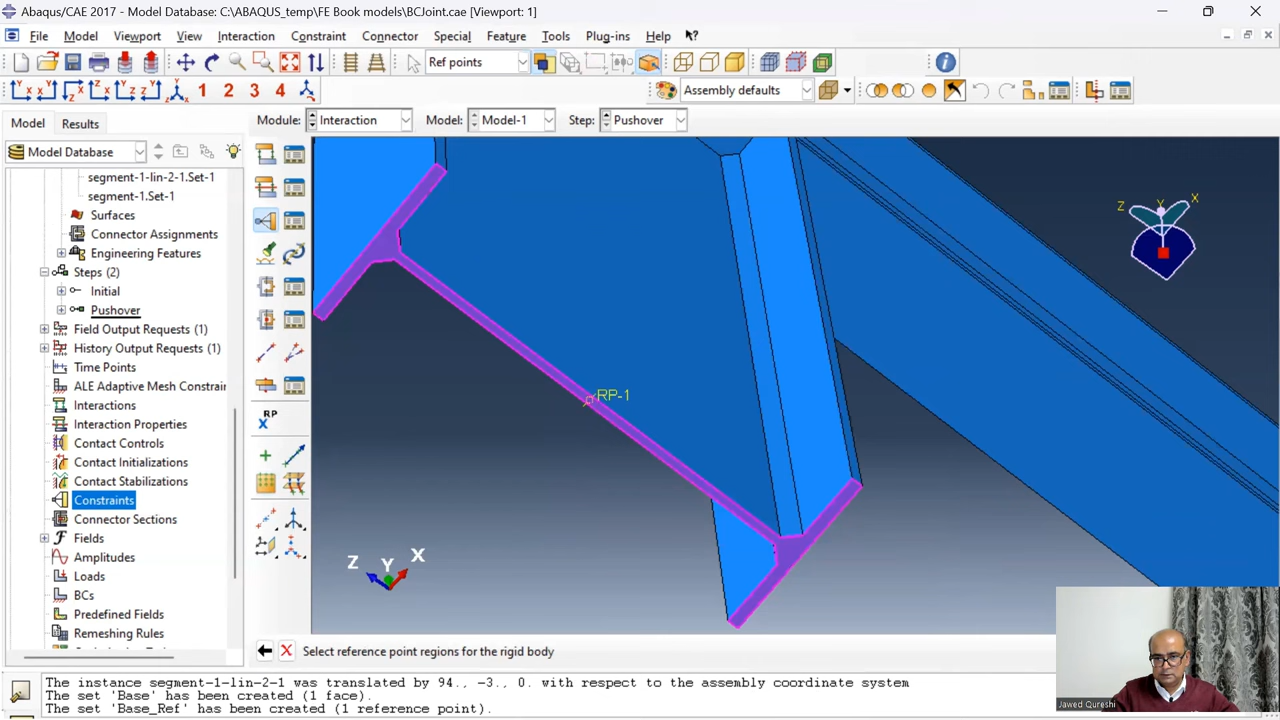 Abaqus/CAE 2017 - Model Database: C:\ABAQUS_temp\FE Book models\BCJoint.cae [Viewport: 1]
File Model Viewport View Interaction Constraint Connector Special Feature Tools Plug-ins Help
Ref points
1 2 3 4 Assembly defaults
Model Results Module: Interaction Model: Model-1 Step: Pushover
Model Database
segment-1-lin-2-1.Set-1
segment-1.Set-1
Surfaces
Connector Assignments
Engineering Features
Steps (2)
Initial
Pushover
Field Output Requests (1)
History Output Requests (1)
Time Points
ALE Adaptive Mesh Constrain
Interactions
Interaction Properties
Contact Controls
Contact Initializations
Contact Stabilizations
Constraints
Connector Sections
Fields
Amplitudes
Loads
BCs
Predefined Fields
Remeshing Rules
RP
RP-1
Z Y X
Z Y X
Select reference point regions for the rigid body
The instance segment-1-lin-2-1 was translated by 94., -3., 0. with respect to the assembly coordinate system
The set 'Base' has been created (1 face).
The set 'Base_Ref' has been created (1 reference point).
Jawed Qureshi